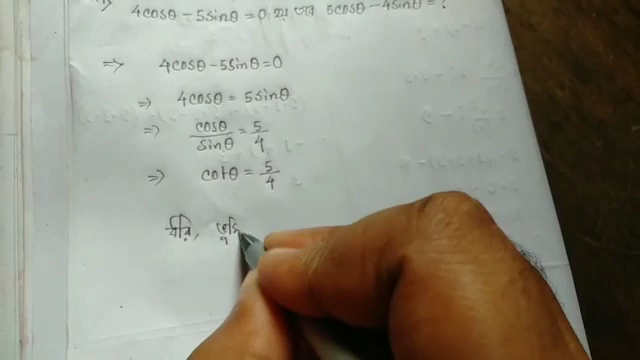 4cosθ − 5sinθ = 0, হয় তবে 5cosθ − 4sinθ = ?
⇒ 4cosθ − 5sinθ = 0
⇒ 4cosθ = 5sinθ
⇒ cosθ/sinθ = 5/4
⇒ cotθ = 5/4
ধরি,